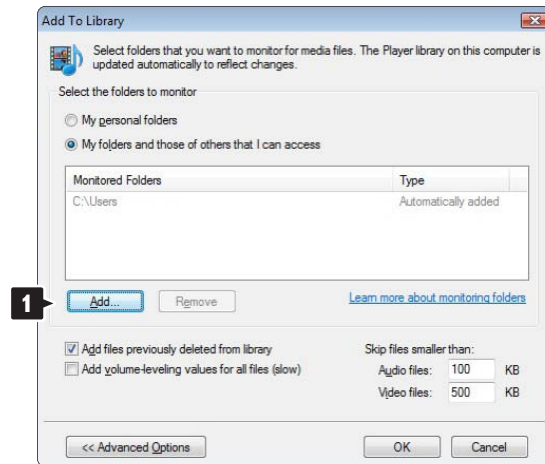 Add To Library
Select folders that you want to monitor for media files. The Player library on this computer is
updated automatically to reflect changes.
Select the folders to monitor
My personal folders
My folders and those of others that I can access
Monitored Folders Type
C:\Users Automatically added
1
Add... Remove Learn more about monitoring folders
Add files previously deleted from library Skip files smaller than:
Add volume-leveling values for all files (slow) Audio files: 100 KB
Video files: 500 KB
<< Advanced Options OK Cancel